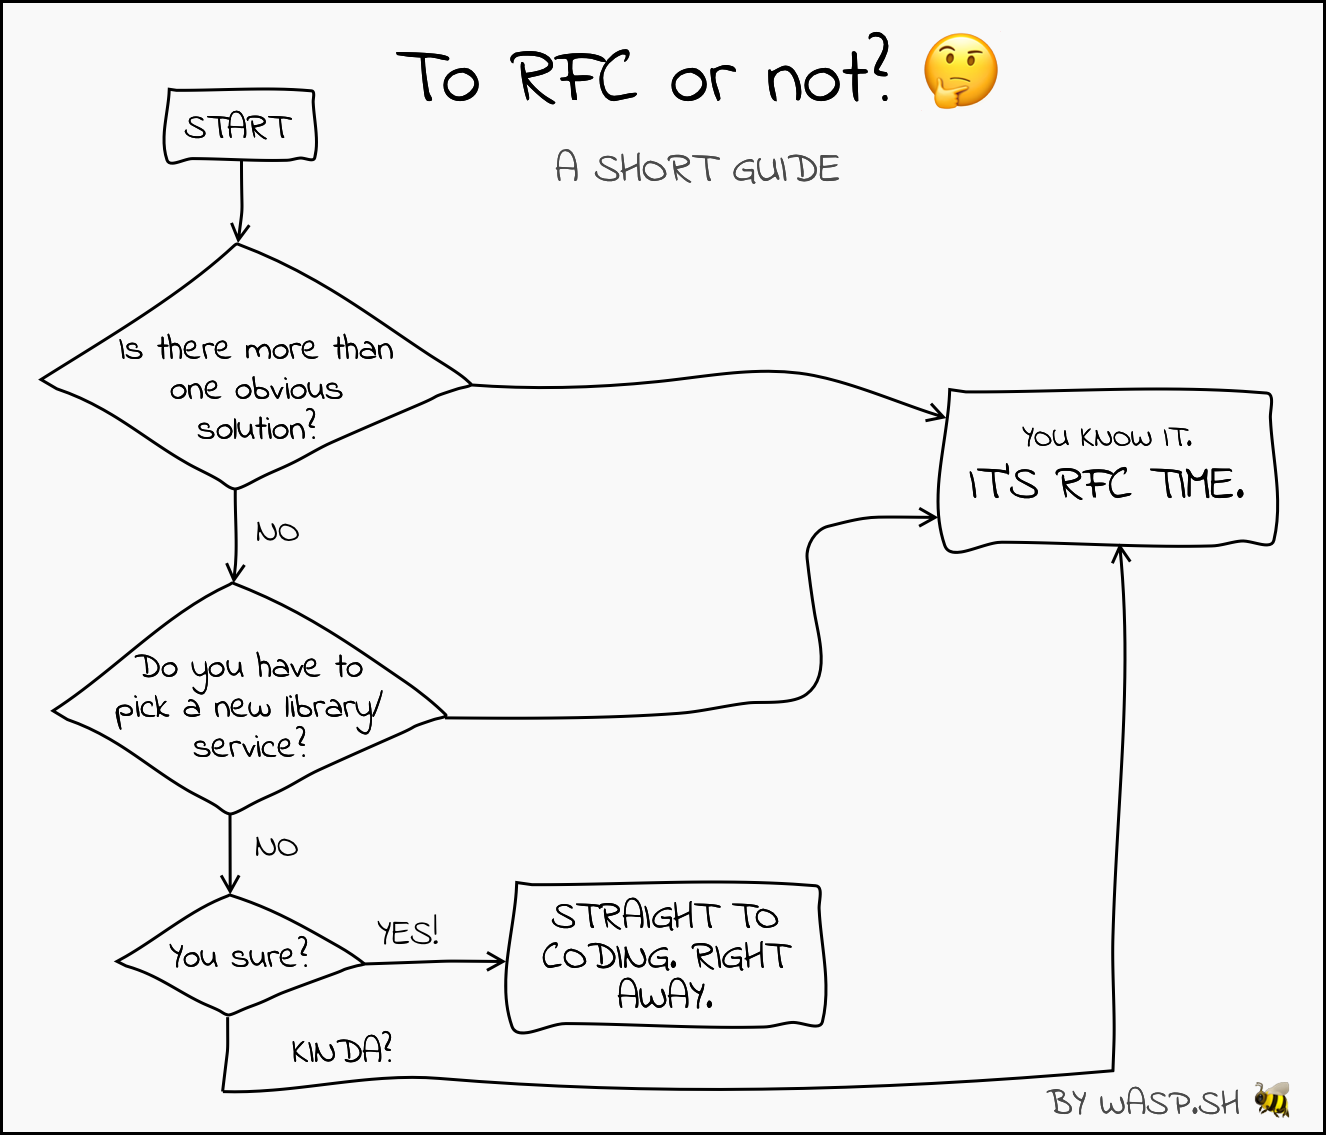 To RFC or not? 🤔
A SHORT GUIDE
START
Is there more than
one obvious
solution?
NO
YOU KNOW IT.
IT'S RFC TIME.
Do you have to
pick a new library/
service?
NO
You sure?
YES!
STRAIGHT TO
CODING. RIGHT
AWAY.
KINDA?
BY WASP.SH 🐝